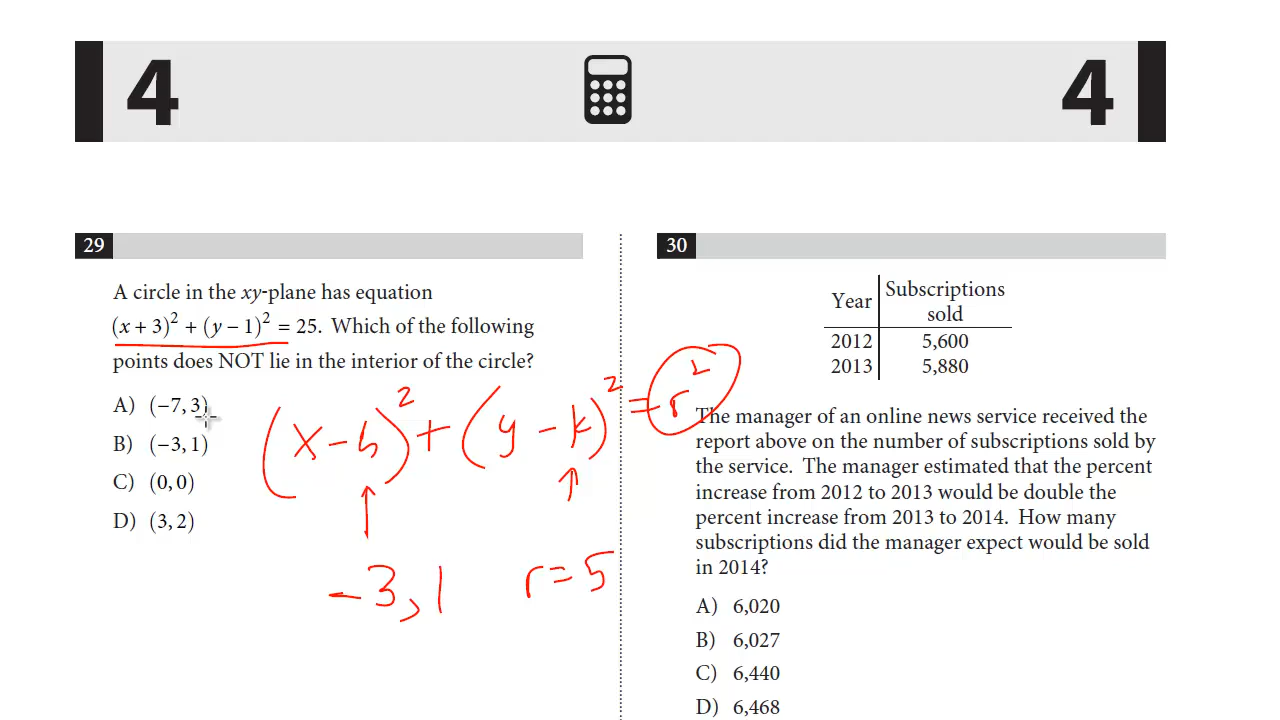 4
4
29
A circle in the xy-plane has equation
(x + 3)² + (y − 1)² = 25. Which of the following
points does NOT lie in the interior of the circle?
A) (−7, 3)
B) (−3, 1)
C) (0, 0)
D) (3, 2)
(x − h)² + (y − k)² = r²
−3, 1
r = 5
30
Year
Subscriptions
sold
2012 5,600
2013 5,880
The manager of an online news service received the
report above on the number of subscriptions sold by
the service. The manager estimated that the percent
increase from 2012 to 2013 would be double the
percent increase from 2013 to 2014. How many
subscriptions did the manager expect would be sold
in 2014?
A) 6,020
B) 6,027
C) 6,440
D) 6,468